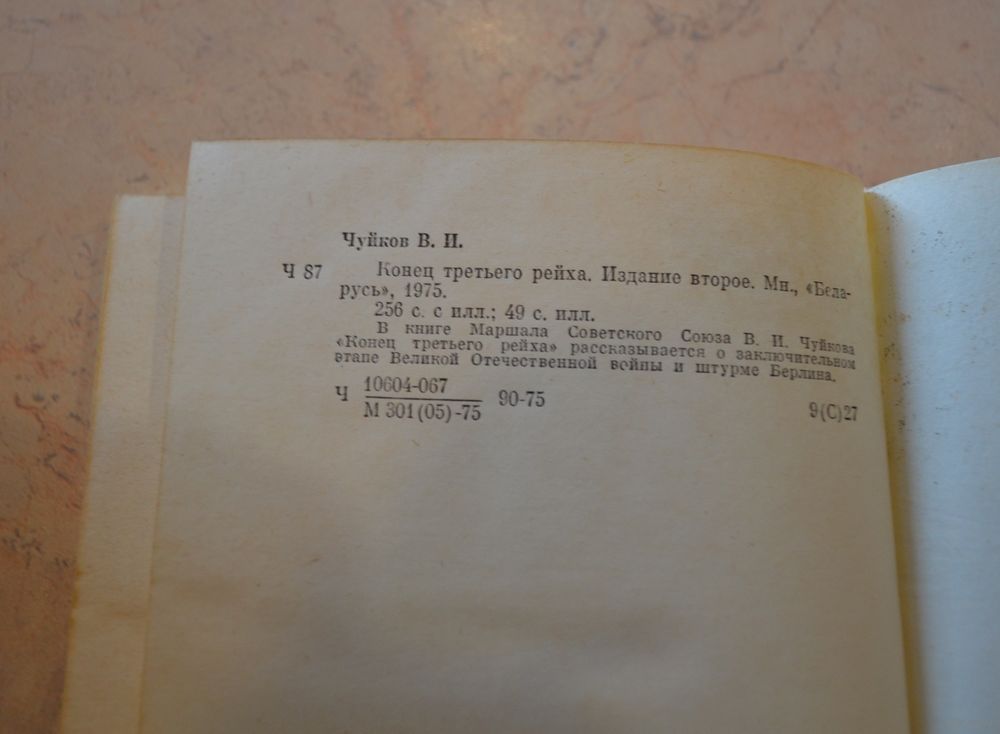 Чуйков В. И.
Ч 87 Конец третьего рейха. Издание второе. Мн., «Бела-
русь», 1975.
256 с. с илл.; 49 с. илл.
В книге Маршала Советского Союза В. И. Чуйкова
«Конец третьего рейха» рассказывается о заключительном
этапе Великой Отечественной войны и штурме Берлина.
10604-067
Ч 90-75
М 301(05)-75 9(С)27